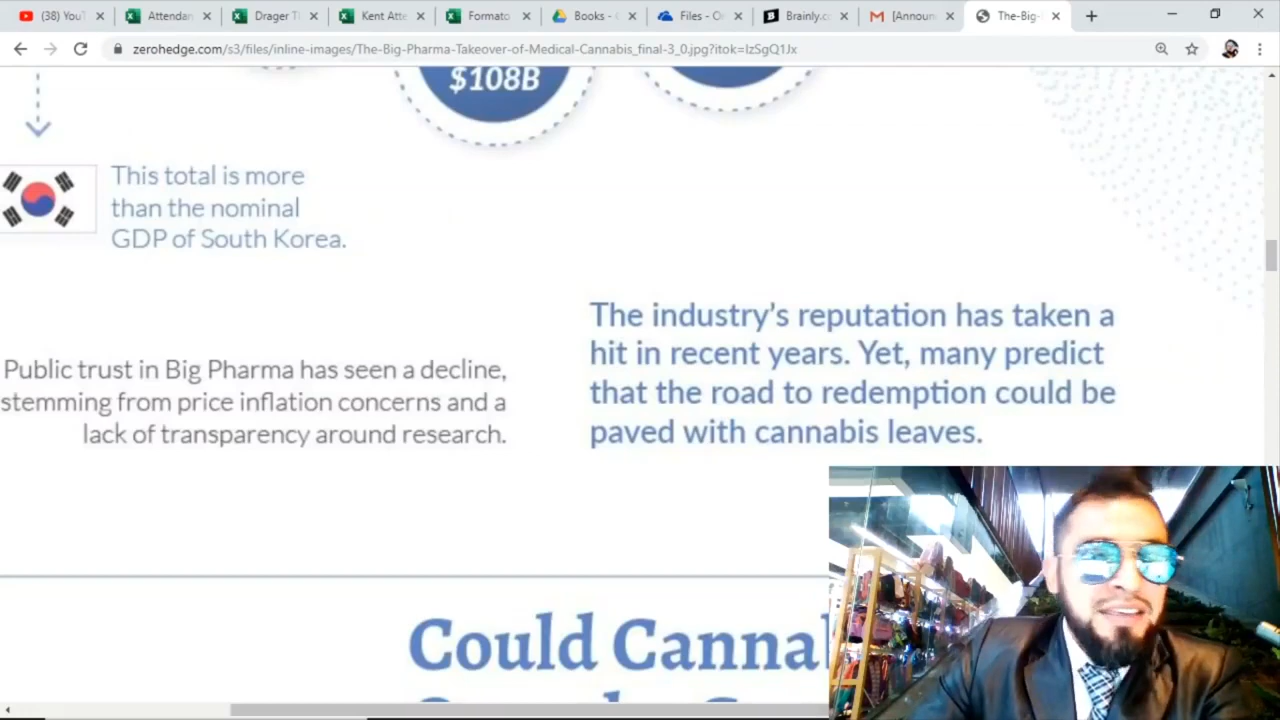 (38) YouT
Attendan
Drager Tl
Kent Atte
Formato
Books - G
Files - On
Brainly.co
[Announ
The-Big-
zerohedge.com/s3/files/inline-images/The-Big-Pharma-Takeover-of-Medical-Cannabis_final-3_0.jpg?itok=IzSgQ1Jx
$108B
This total is more
than the nominal
GDP of South Korea.
The industry's reputation has taken a
hit in recent years. Yet, many predict
that the road to redemption could be
paved with cannabis leaves.
Public trust in Big Pharma has seen a decline,
stemming from price inflation concerns and a
lack of transparency around research.
Could Cannab